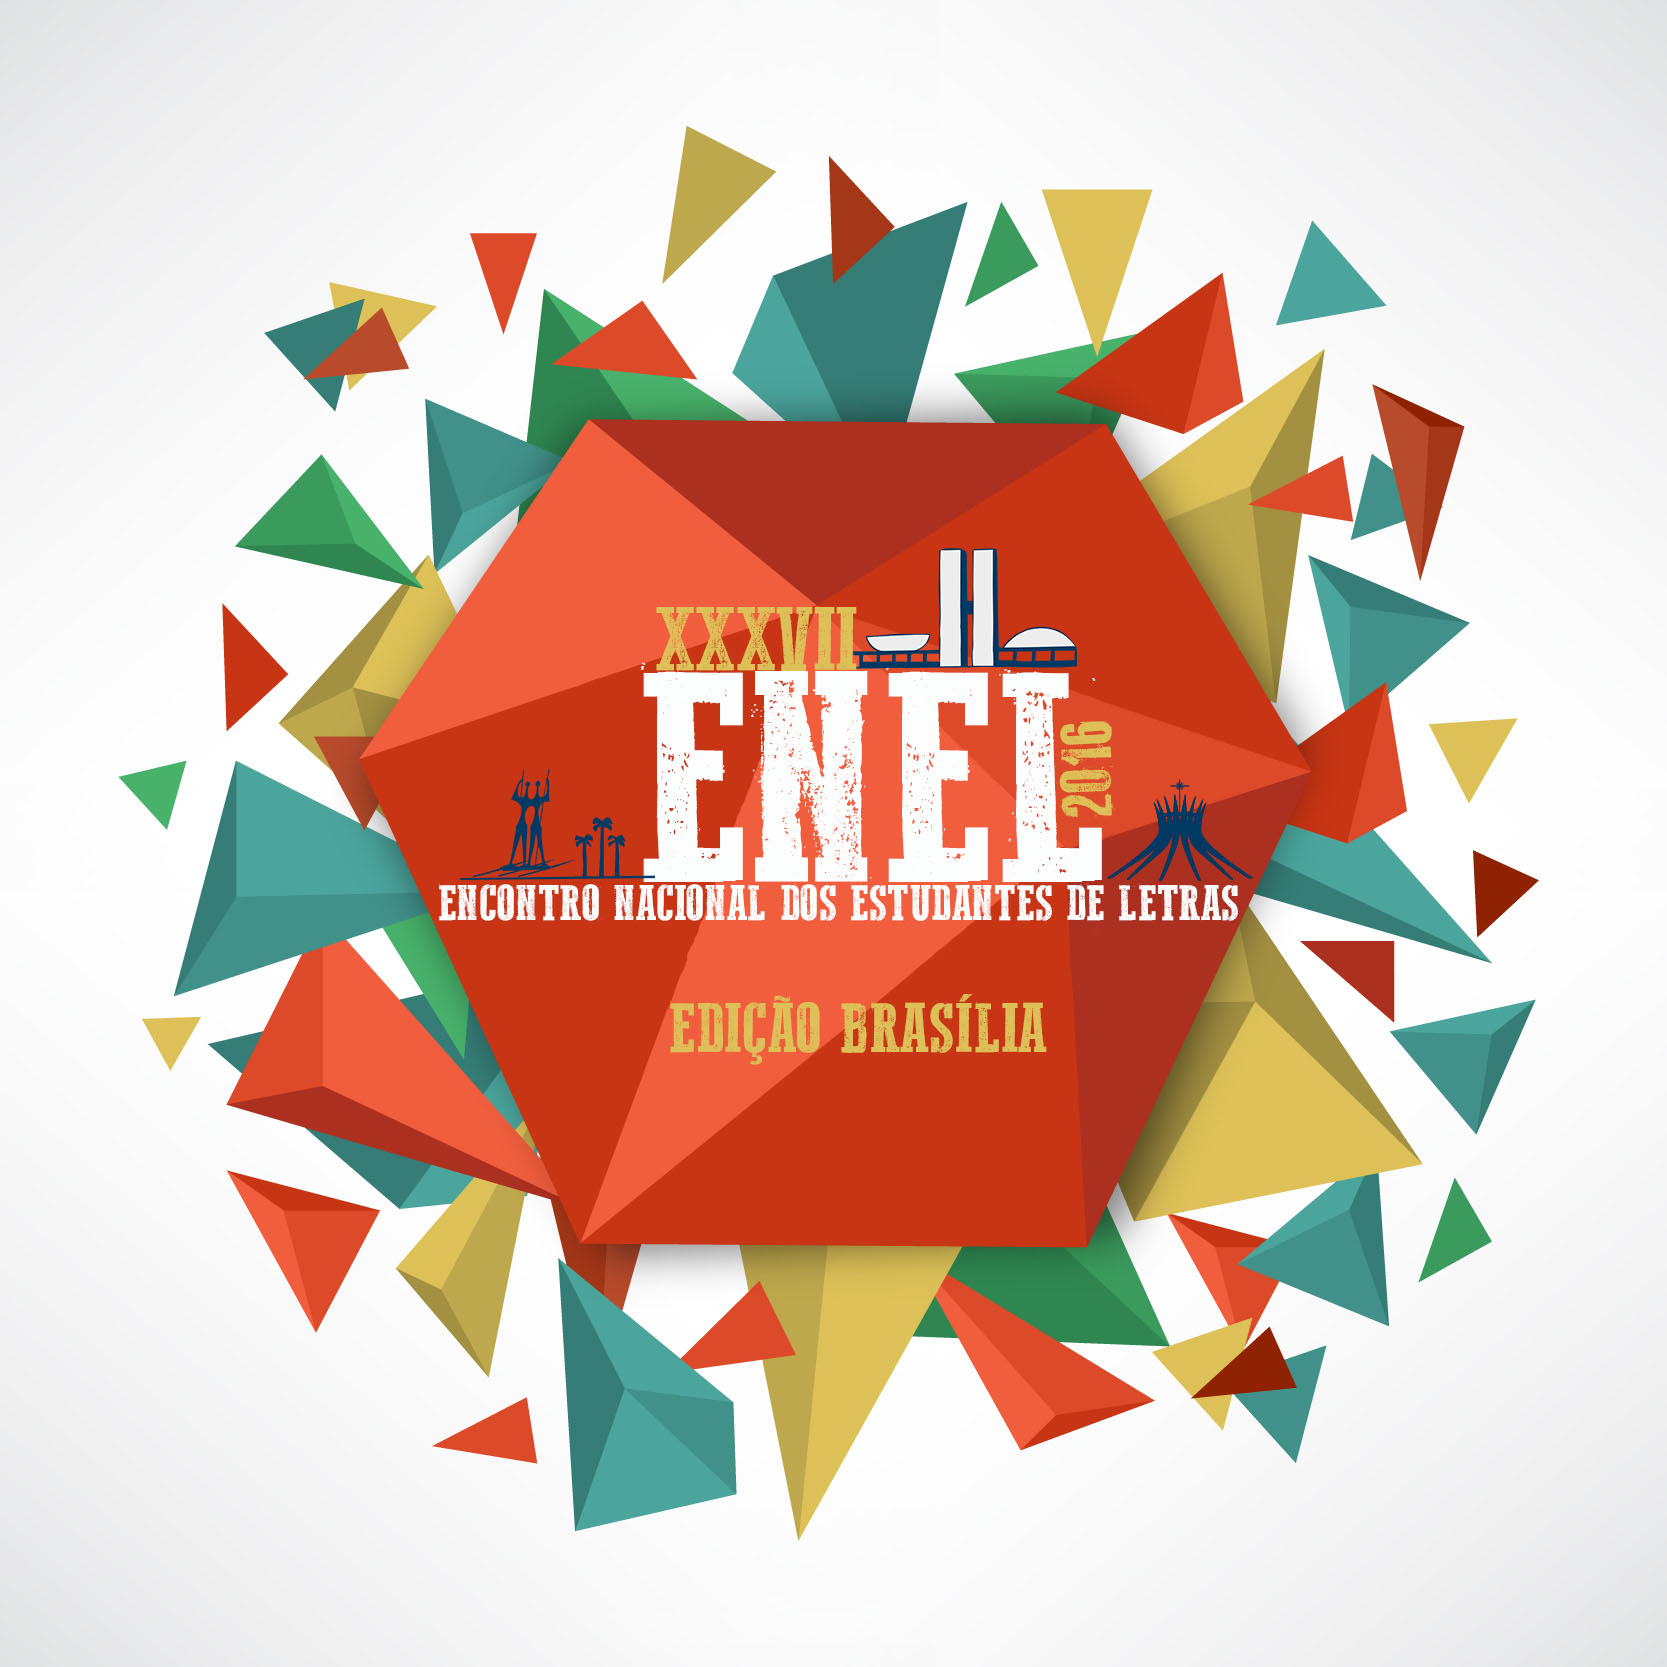 XXXVII
ENEL
2016
ENCONTRO NACIONAL DOS ESTUDANTES DE LETRAS
EDIÇÃO BRASÍLIA